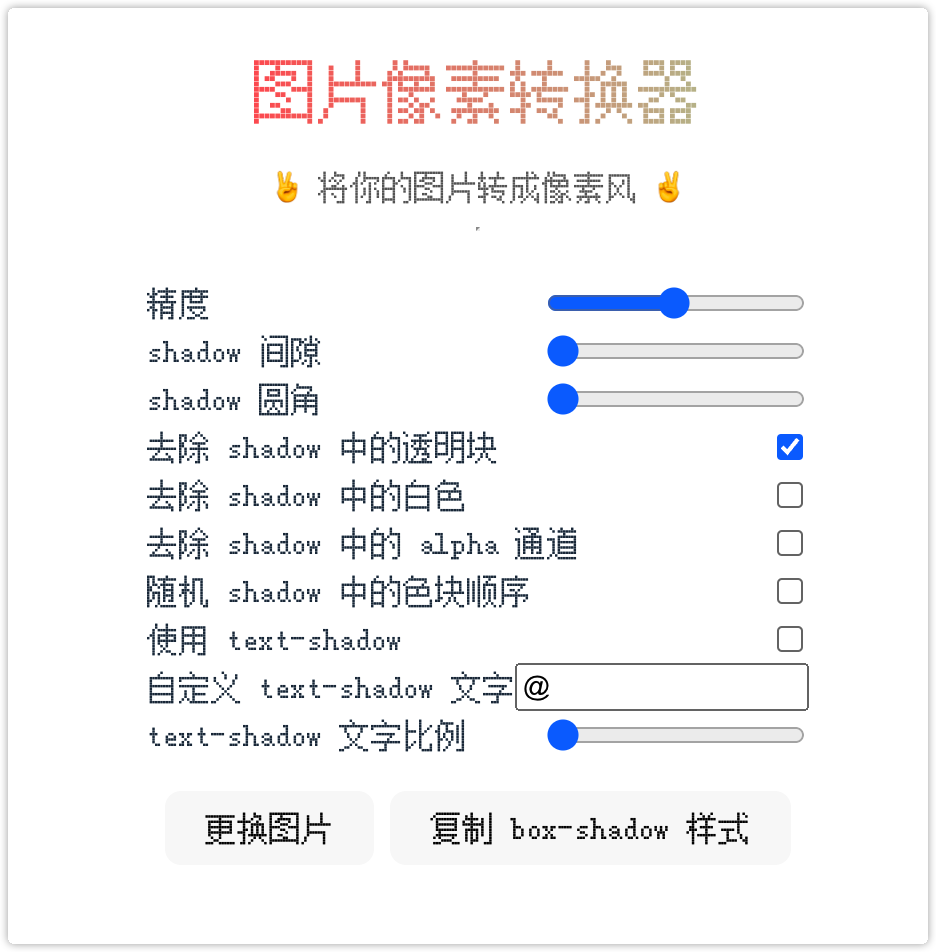 图片像素转换器
✌️ 将你的图片转成像素风 ✌️
精度
shadow 间隙
shadow 圆角
去除 shadow 中的透明块
去除 shadow 中的白色
去除 shadow 中的 alpha 通道
随机 shadow 中的色块顺序
使用 text-shadow
自定义 text-shadow 文字 @
text-shadow 文字比例
更换图片 复制 box-shadow 样式